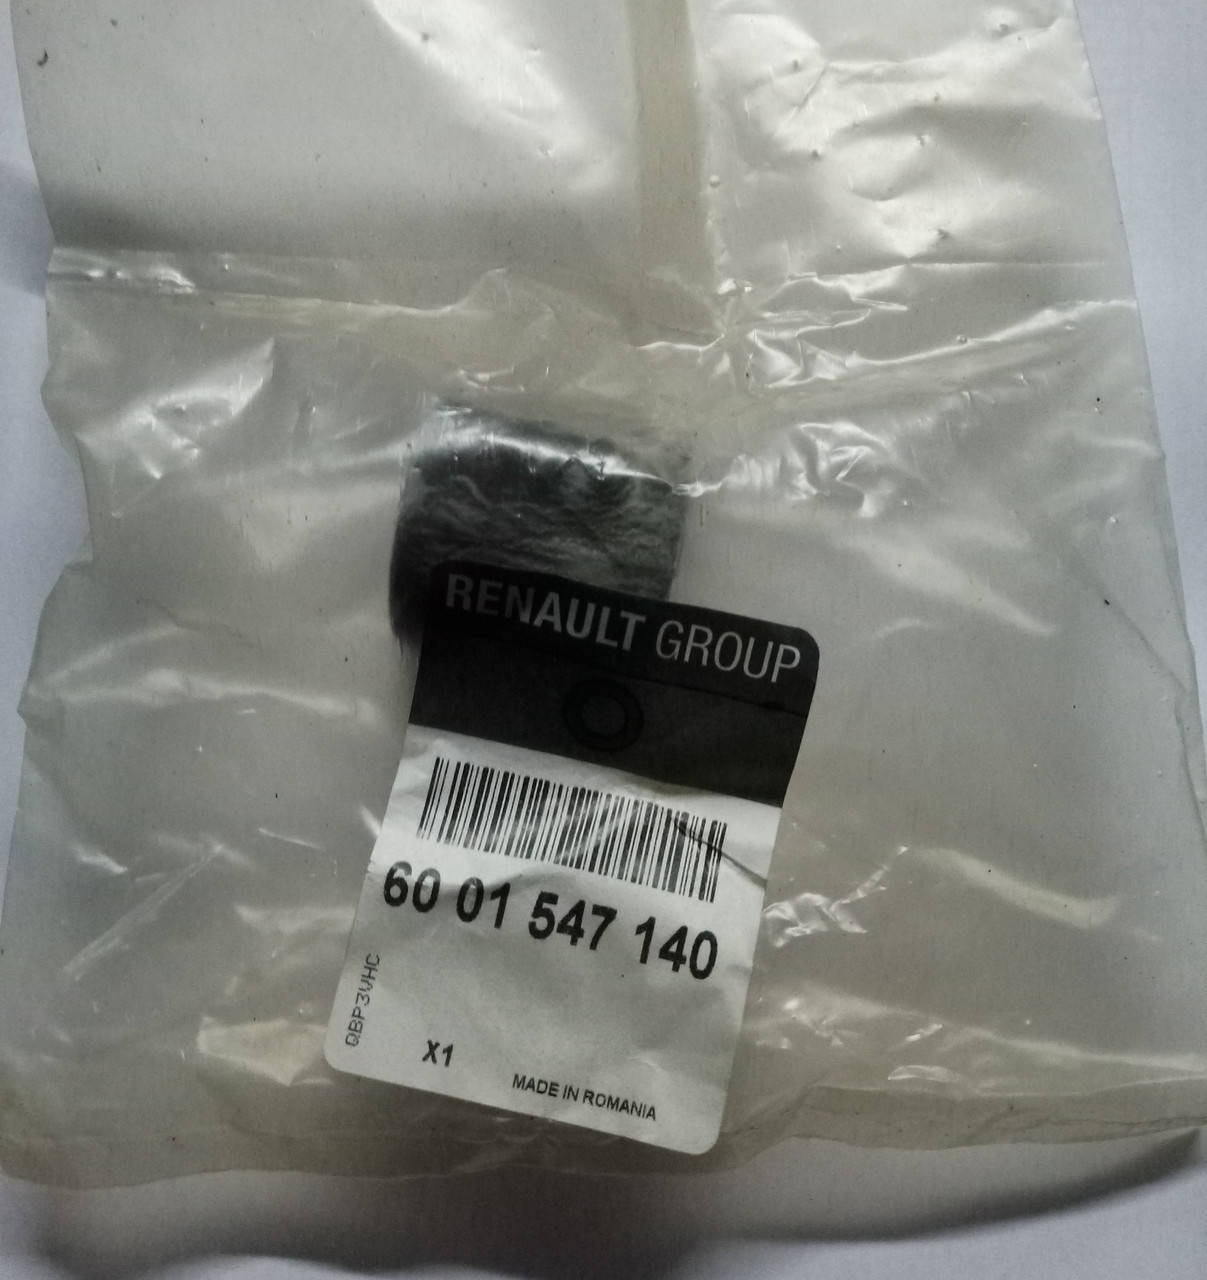 RENAULT GROUP
60 01 547 140
QBP3VHC
X1
MADE IN ROMANIA